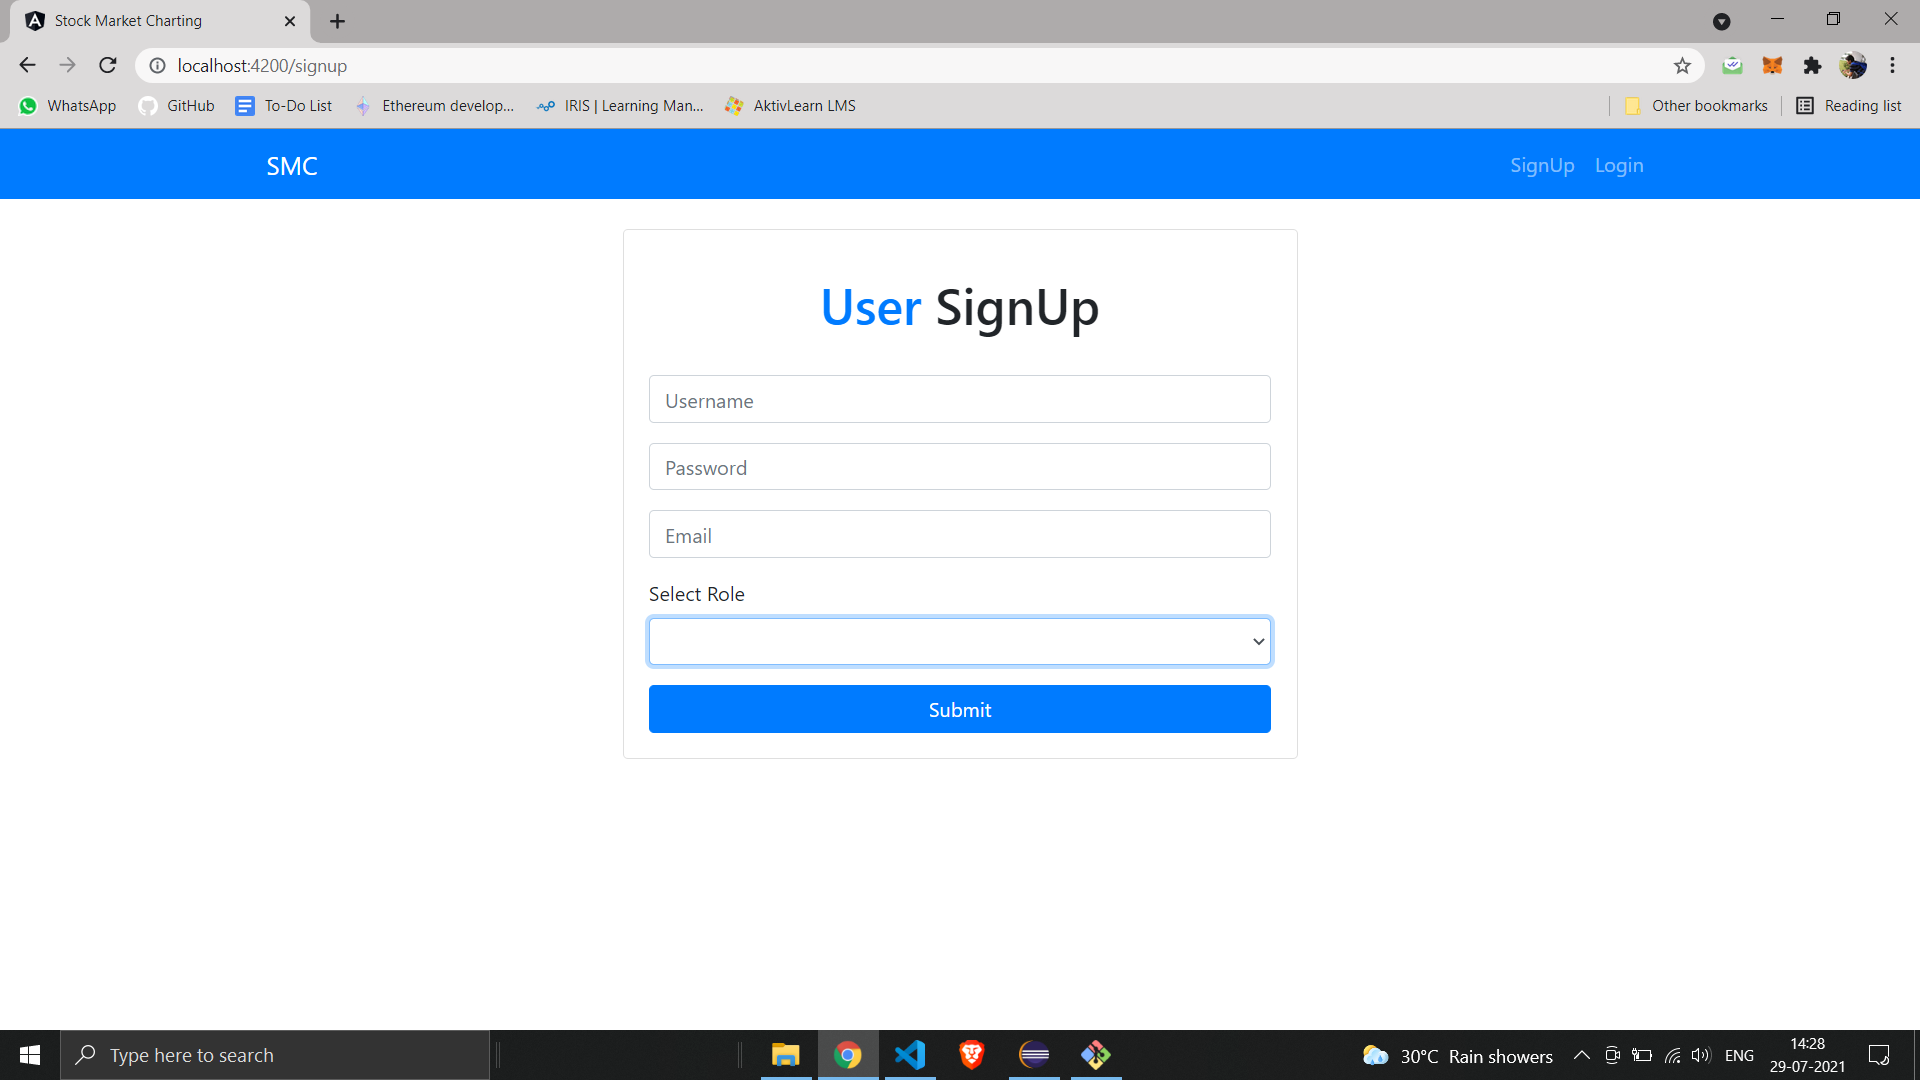 Stock Market Charting
localhost:4200/signup
WhatsApp GitHub To-Do List Ethereum develop... IRIS | Learning Man... AktivLearn LMS Other bookmarks Reading list
SMC SignUp Login
User SignUp
Username
Password
Email
Select Role
Submit
Type here to search 30°C Rain showers ENG 14:28
29-07-2021